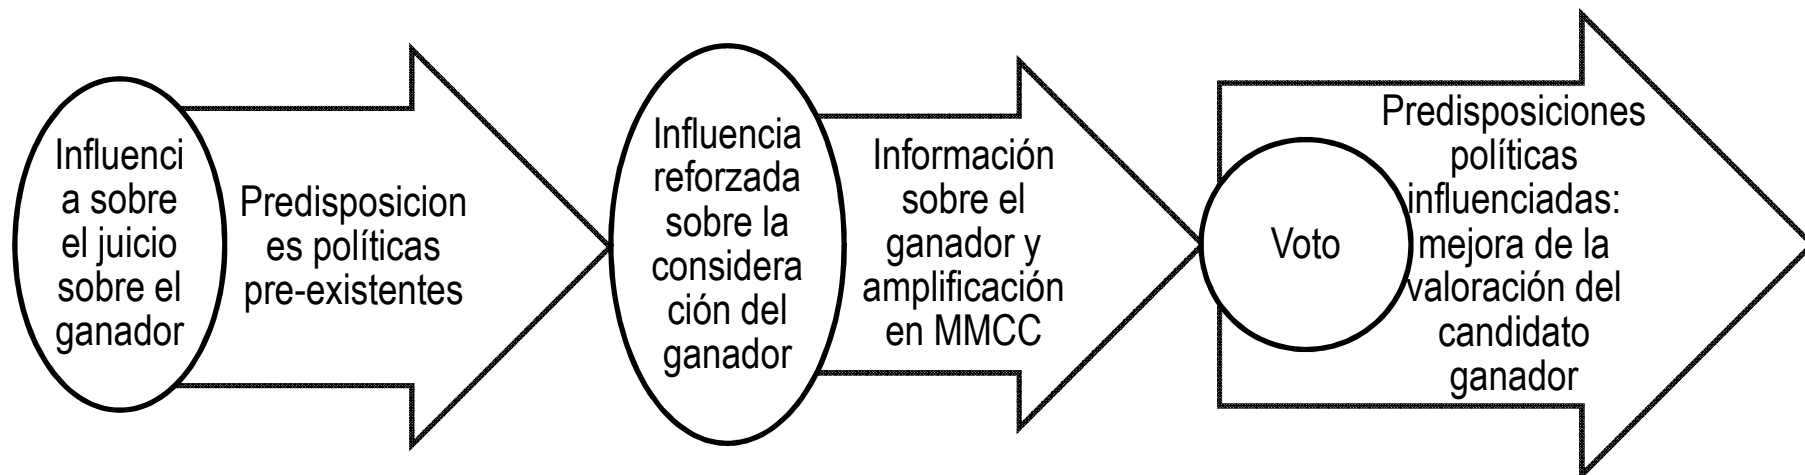 Influenci
a sobre
el juicio
sobre el
ganador
Predisposicion
es políticas
pre-existentes
Influencia
reforzada
sobre la
considera
ción del
ganador
Información
sobre el
ganador y
amplificación
en MMCC
Voto
Predisposiciones
políticas
influenciadas:
mejora de la
valoración del
candidato
ganador